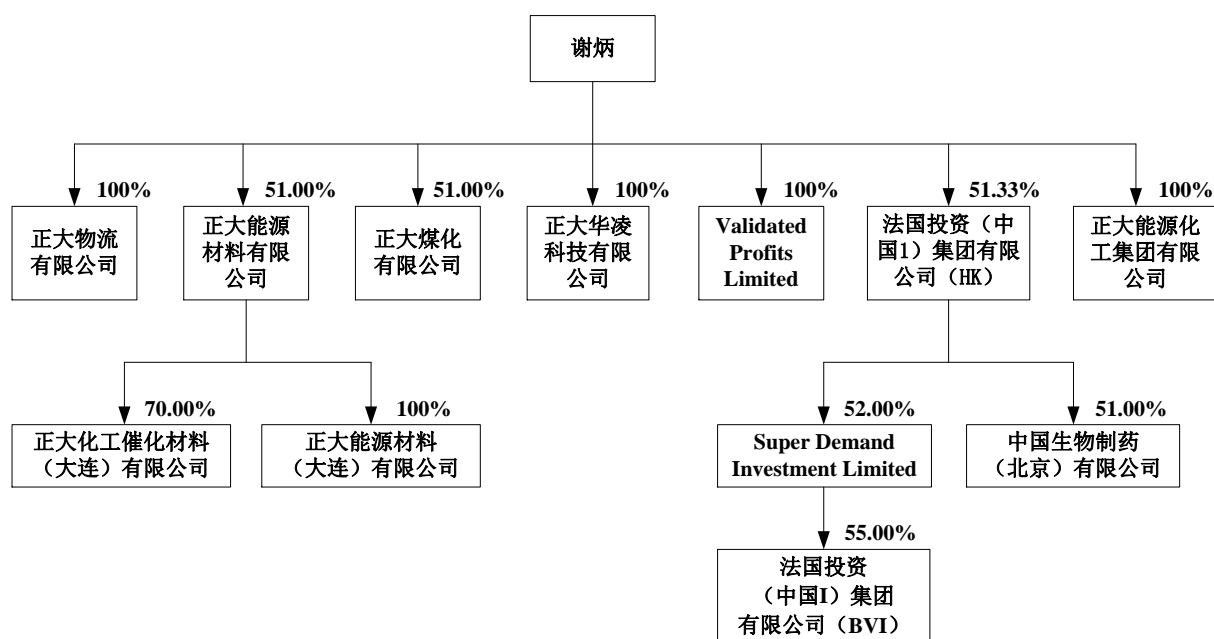 谢炳
100%
51.00%
51.00%
100%
100%
51.33%
100%
正大物流
有限公司
正大能源
材料有限
公司
正大煤化
有限公司
正大华凌
科技有限
公司
Validated
Profits
Limited
法国投资（中
国1）集团有限
公司（HK）
正大能源化
工集团有限
公司
70.00%
100%
52.00%
51.00%
正大化工催化材料
（大连）有限公司
正大能源材料
（大连）有限公司
Super Demand
Investment Limited
中国生物制药
（北京）有限公司
55.00%
法国投资
（中国I）集团
有限公司（BVI）